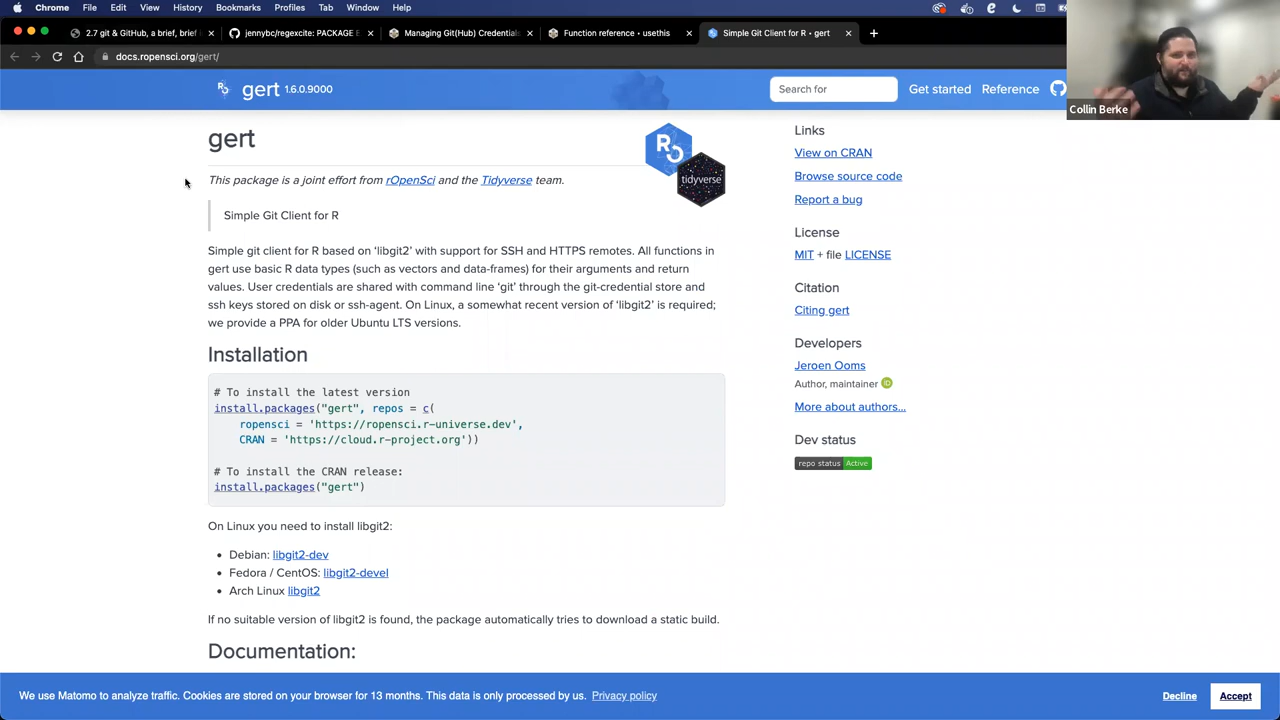 Chrome File Edit View History Bookmarks Profiles Tab Window Help
2.7 git & GitHub, a brief, brief
jennybc/regexcite: PACKAGE E
Managing Git(Hub) Credentials
Function reference • usethis
Simple Git Client for R • gert
docs.ropensci.org/gert/
gert 1.6.0.9000
Search for
Get started
Reference
Collin Berke
gert
tidyverse
This package is a joint effort from rOpenSci and the Tidyverse team.
Simple Git Client for R
Simple git client for R based on ‘libgit2’ with support for SSH and HTTPS remotes. All functions in
gert use basic R data types (such as vectors and data-frames) for their arguments and return
values. User credentials are shared with command line ‘git’ through the git-credential store and
ssh keys stored on disk or ssh-agent. On Linux, a somewhat recent version of ‘libgit2’ is required;
we provide a PPA for older Ubuntu LTS versions.
Installation
# To install the latest version
install.packages("gert", repos = c(
ropensci = 'https://ropensci.r-universe.dev',
CRAN = 'https://cloud.r-project.org'))
# To install the CRAN release:
install.packages("gert")
On Linux you need to install libgit2:
• Debian: libgit2-dev
• Fedora / CentOS: libgit2-devel
• Arch Linux libgit2
If no suitable version of libgit2 is found, the package automatically tries to download a static build.
Documentation:
Links
View on CRAN
Browse source code
Report a bug
License
MIT + file LICENSE
Citation
Citing gert
Developers
Jeroen Ooms
Author, maintainer
More about authors...
Dev status
repo status Active
We use Matomo to analyze traffic. Cookies are stored on your browser for 13 months. This data is only processed by us. Privacy policy
Decline
Accept